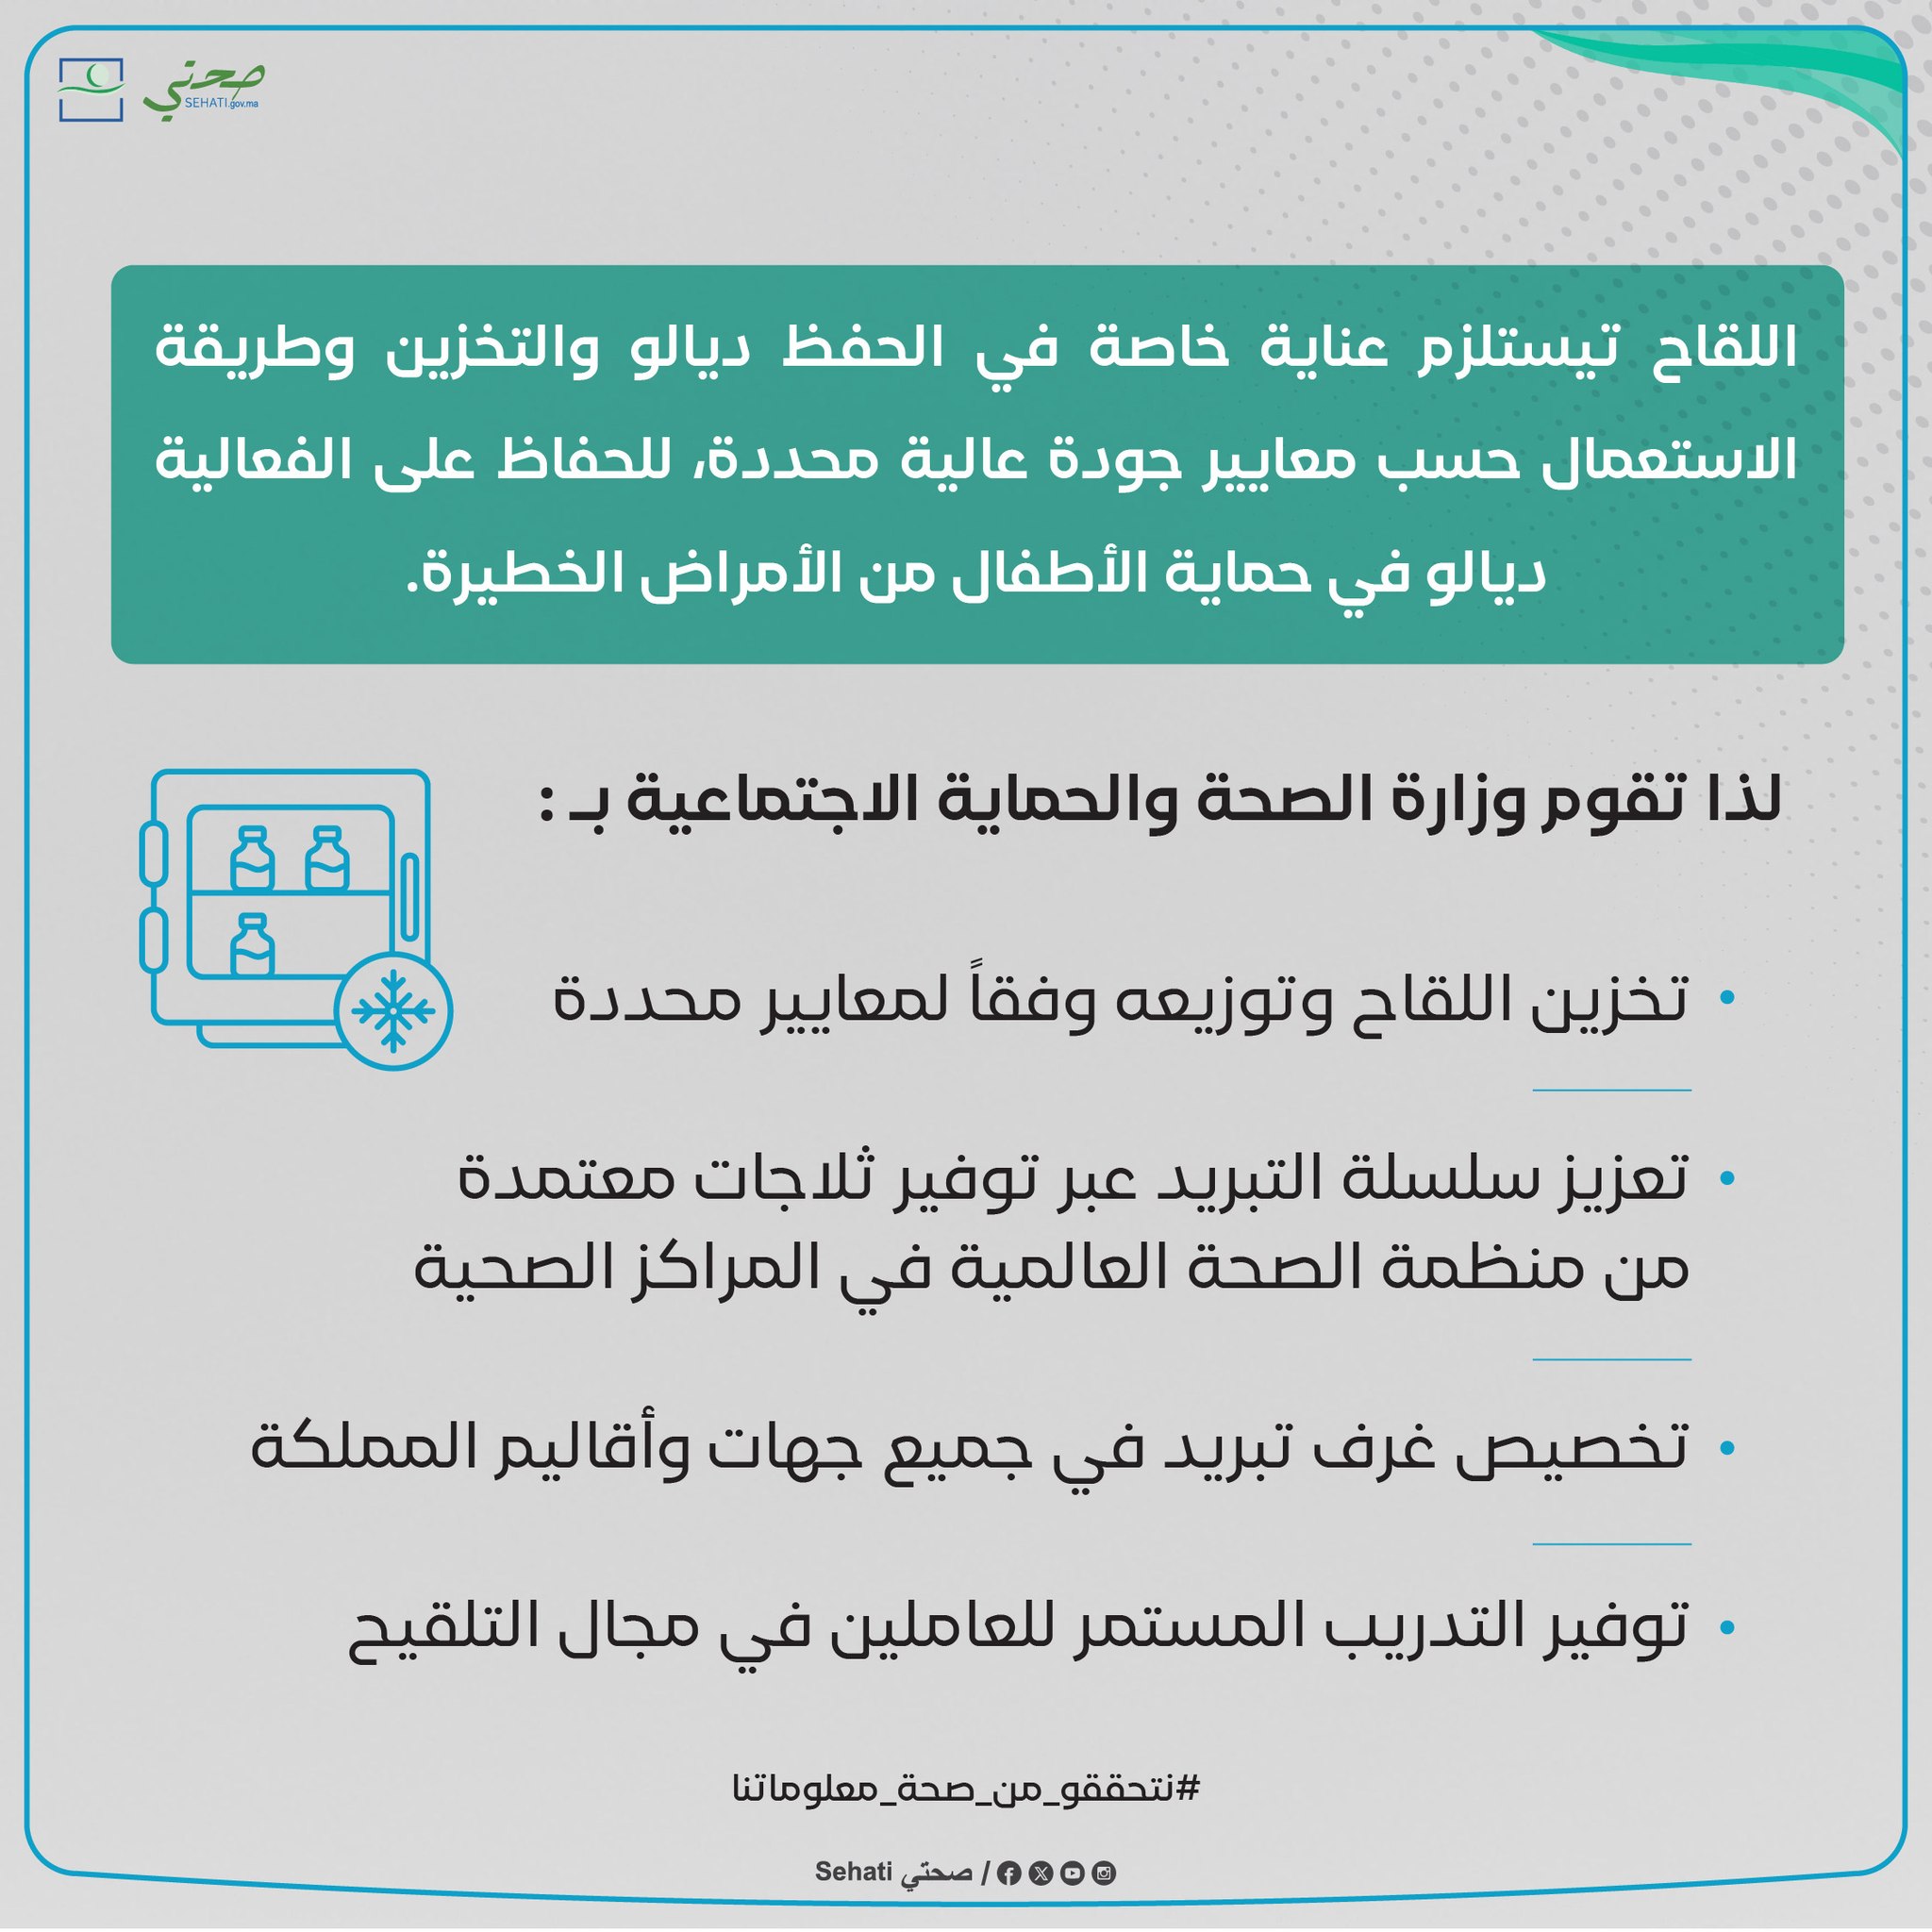 صحتي
SEHATI.gov.ma
اللقاح تيستلزم عناية خاصة في الحفظ ديالو والتخزين وطريقة
الاستعمال حسب معايير جودة عالية محددة، للحفاظ على الفعالية
ديالو في حماية الأطفال من الأمراض الخطيرة.
لذا تقوم وزارة الصحة والحماية الاجتماعية بـ :
• تخزين اللقاح وتوزيعه وفقاً لمعايير محددة
• تعزيز سلسلة التبريد عبر توفير ثلاجات معتمدة
من منظمة الصحة العالمية في المراكز الصحية
• تخصيص غرف تبريد في جميع جهات وأقاليم المملكة
• توفير التدريب المستمر للعاملين في مجال التلقيح
#نتحققو_من_صحة_معلوماتنا
Sehati صحتي /